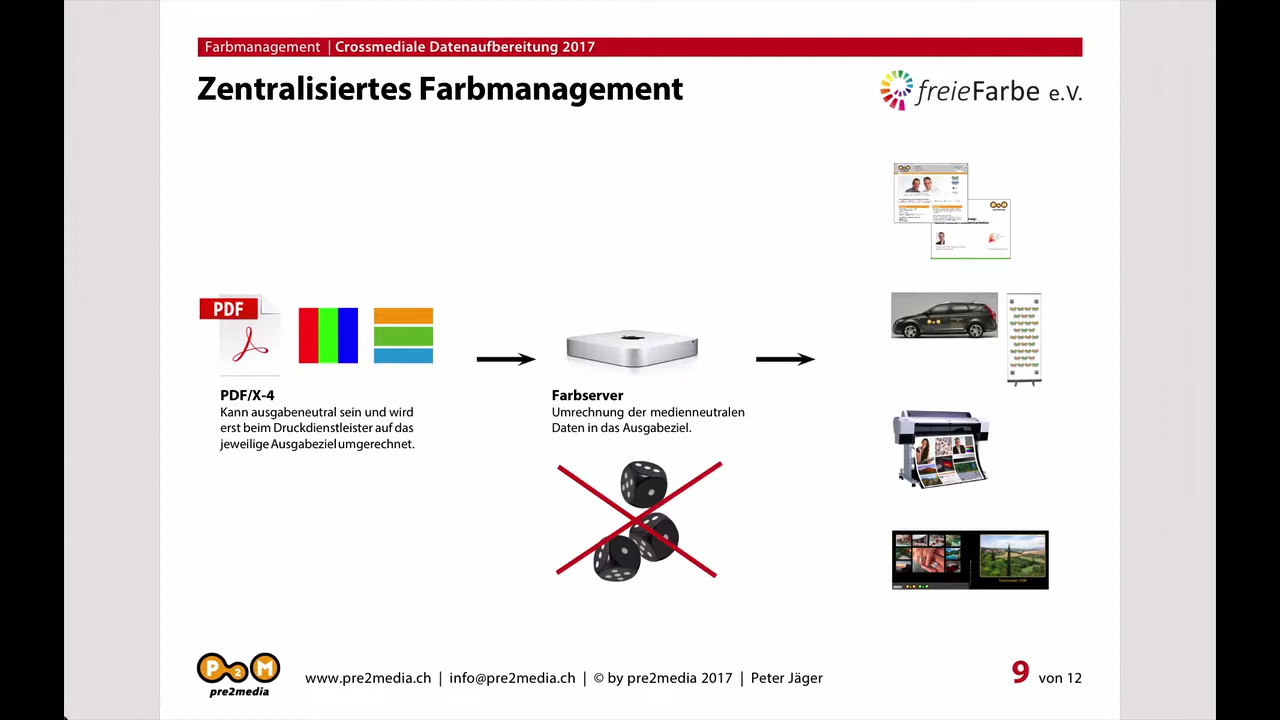 Farbmanagement | Crossmediale Datenaufbereitung 2017
Zentralisiertes Farbmanagement
freieFarbe e.V.
PDF
PDF/X-4
Kann ausgabeneutral sein und wird
erst beim Druckdienstleister auf das
jeweilige Ausgabeziel umgerechnet.
Farbserver
Umrechnung der medienneutralen
Daten in das Ausgabeziel.
P2M
pre2media
www.pre2media.ch | info@pre2media.ch | © by pre2media 2017 | Peter Jäger
9 von 12